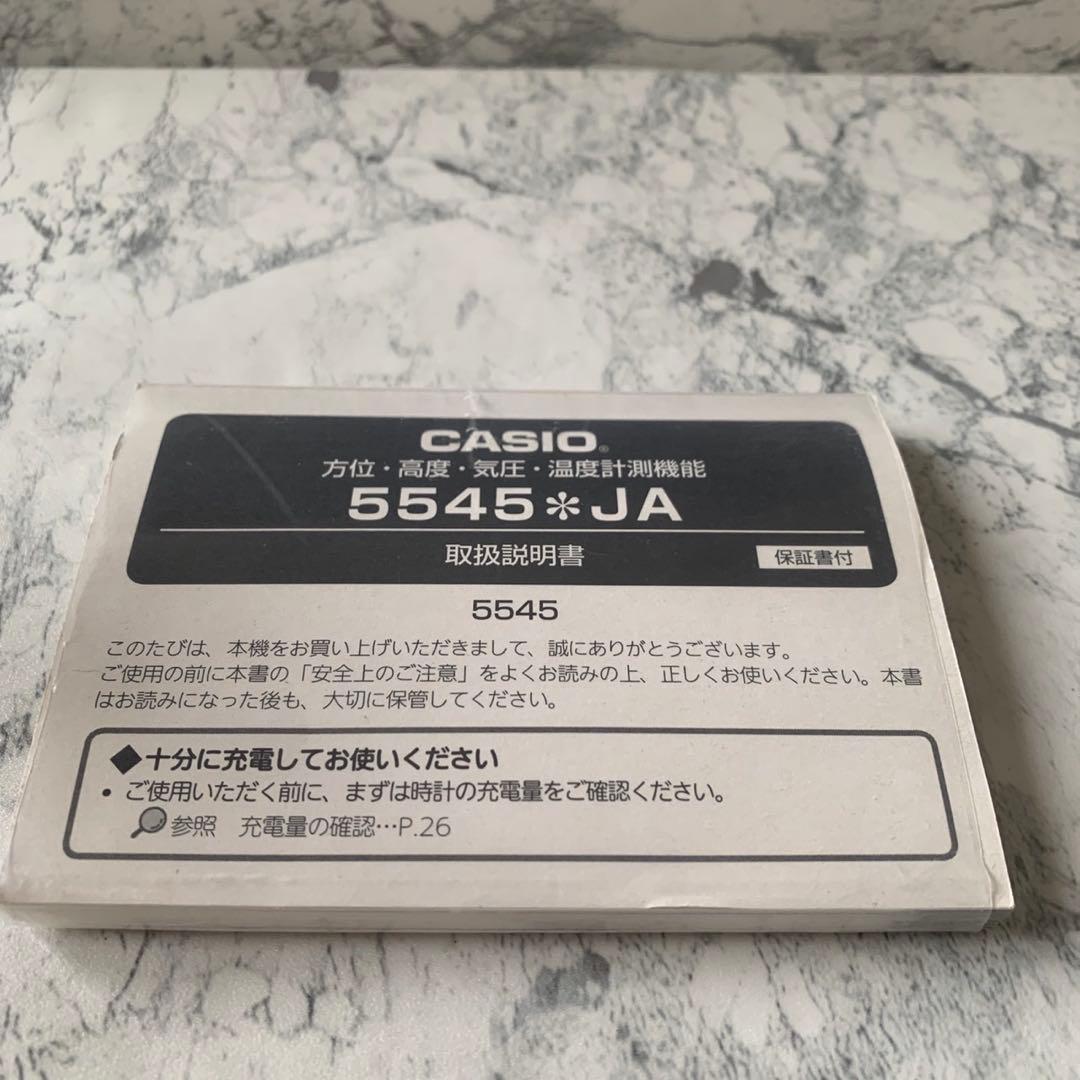 CASIO®
方位・高度・気圧・温度計測機能
5545＊JA
取扱説明書 保証書付
5545
このたびは、本機をお買い上げいただきまして、誠にありがとうございます。
ご使用の前に本書の「安全上のご注意」をよくお読みの上、正しくお使いください。本書
はお読みになった後も、大切に保管してください。
◆十分に充電してお使いください
• ご使用いただく前に、まずは時計の充電量をご確認ください。
参照 充電量の確認…P.26